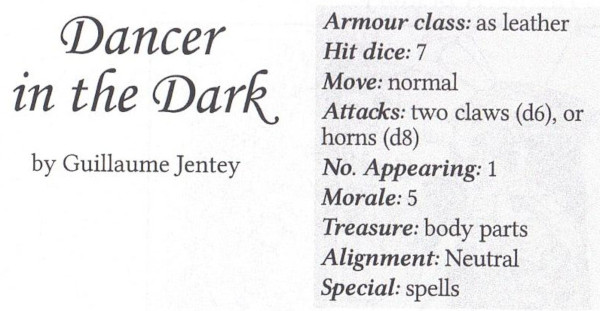 Dancer
in the Dark
by Guillaume Jentey
Armour class: as leather
Hit dice: 7
Move: normal
Attacks: two claws (d6), or
horns (d8)
No. Appearing: 1
Morale: 5
Treasure: body parts
Alignment: Neutral
Special: spells